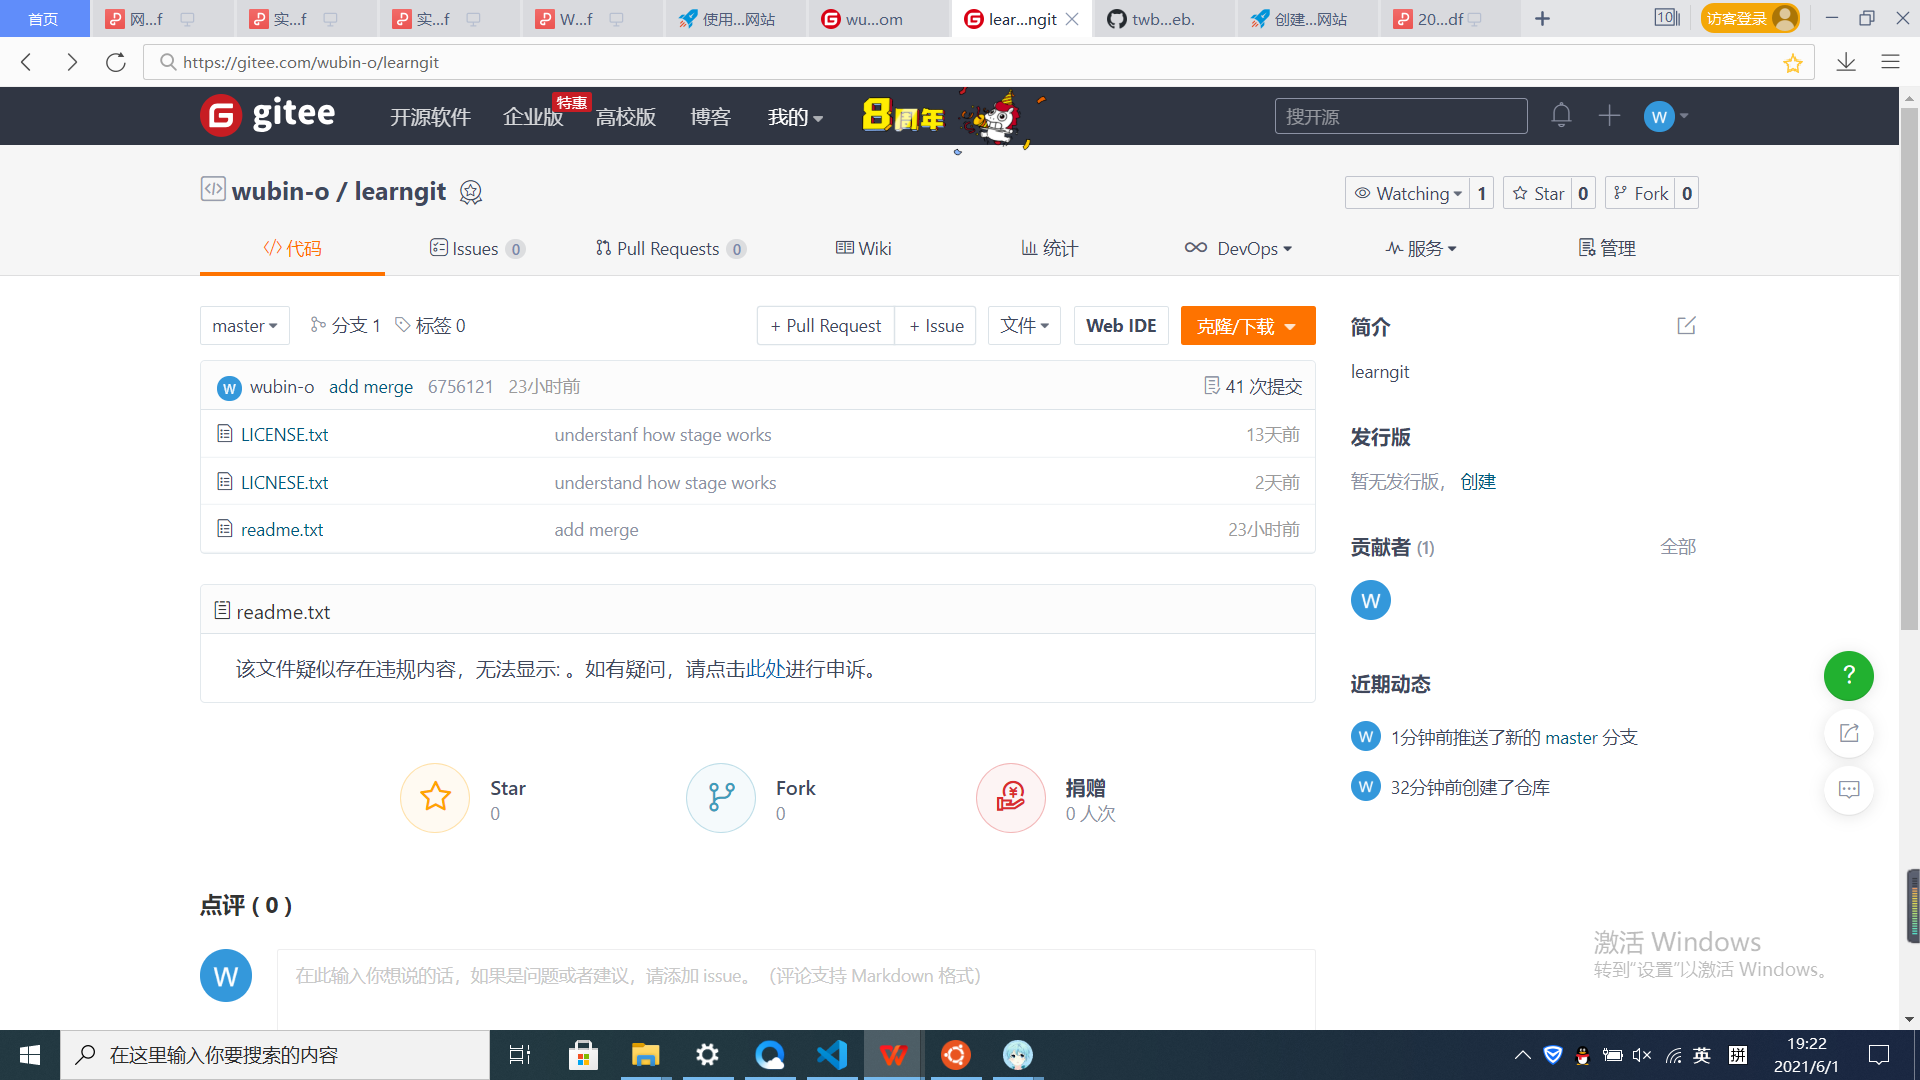 首页
网...f
实...f
实...f
W...f
使用...网站
wu...om
lear...ngit
twb...eb.
创建...网站
20...df
10
访客登录
https://gitee.com/wubin-o/learngit
gitee
开源软件
企业版
特惠
高校版
博客
我的
8周年
搜开源
W
wubin-o / learngit
Watching 1
Star 0
Fork 0
代码
Issues 0
Pull Requests 0
Wiki
统计
DevOps
服务
管理
master
分支 1
标签 0
+ Pull Request
+ Issue
文件
Web IDE
克隆/下载
W wubin-o add merge 6756121 23小时前
41 次提交
LICENSE.txt understanf how stage works 13天前
LICNESE.txt understand how stage works 2天前
readme.txt add merge 23小时前
readme.txt
该文件疑似存在违规内容，无法显示: 。如有疑问，请点击此处进行申诉。
Star
0
Fork
0
捐赠
0 人次
简介
learngit
发行版
暂无发行版， 创建
贡献者 (1) 全部
W
近期动态
W 1分钟前推送了新的 master 分支
W 32分钟前创建了仓库
?
点评 ( 0 )
W
在此输入你想说的话，如果是问题或者建议，请添加 issue。（评论支持 Markdown 格式）
激活 Windows
转到“设置”以激活 Windows。
在这里输入你要搜索的内容
英
拼
19:22
2021/6/1